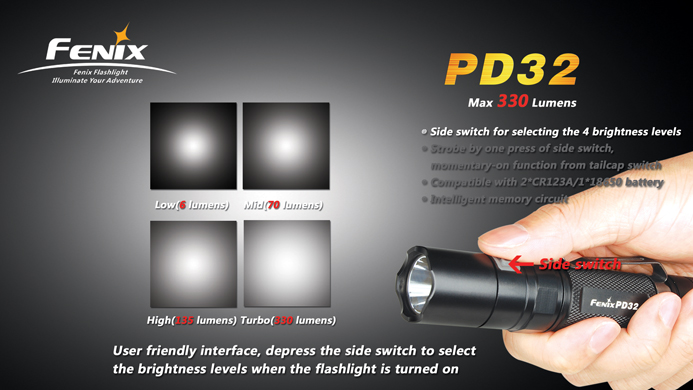 FENIX
Fenix Flashlight
Illuminate Your Adventure
PD32
Max 330 Lumens
• Side switch for selecting the 4 brightness levels
• Strobe by one press of side switch,
momentary-on function from tailcap switch
• Compatible with 2*CR123A/1*18650 battery
• Intelligent memory circuit
Low(6 lumens) Mid(70 lumens)
High(135 lumens) Turbo(330 lumens)
Side switch
FENIX PD32
User friendly interface, depress the side switch to select
the brightness levels when the flashlight is turned on